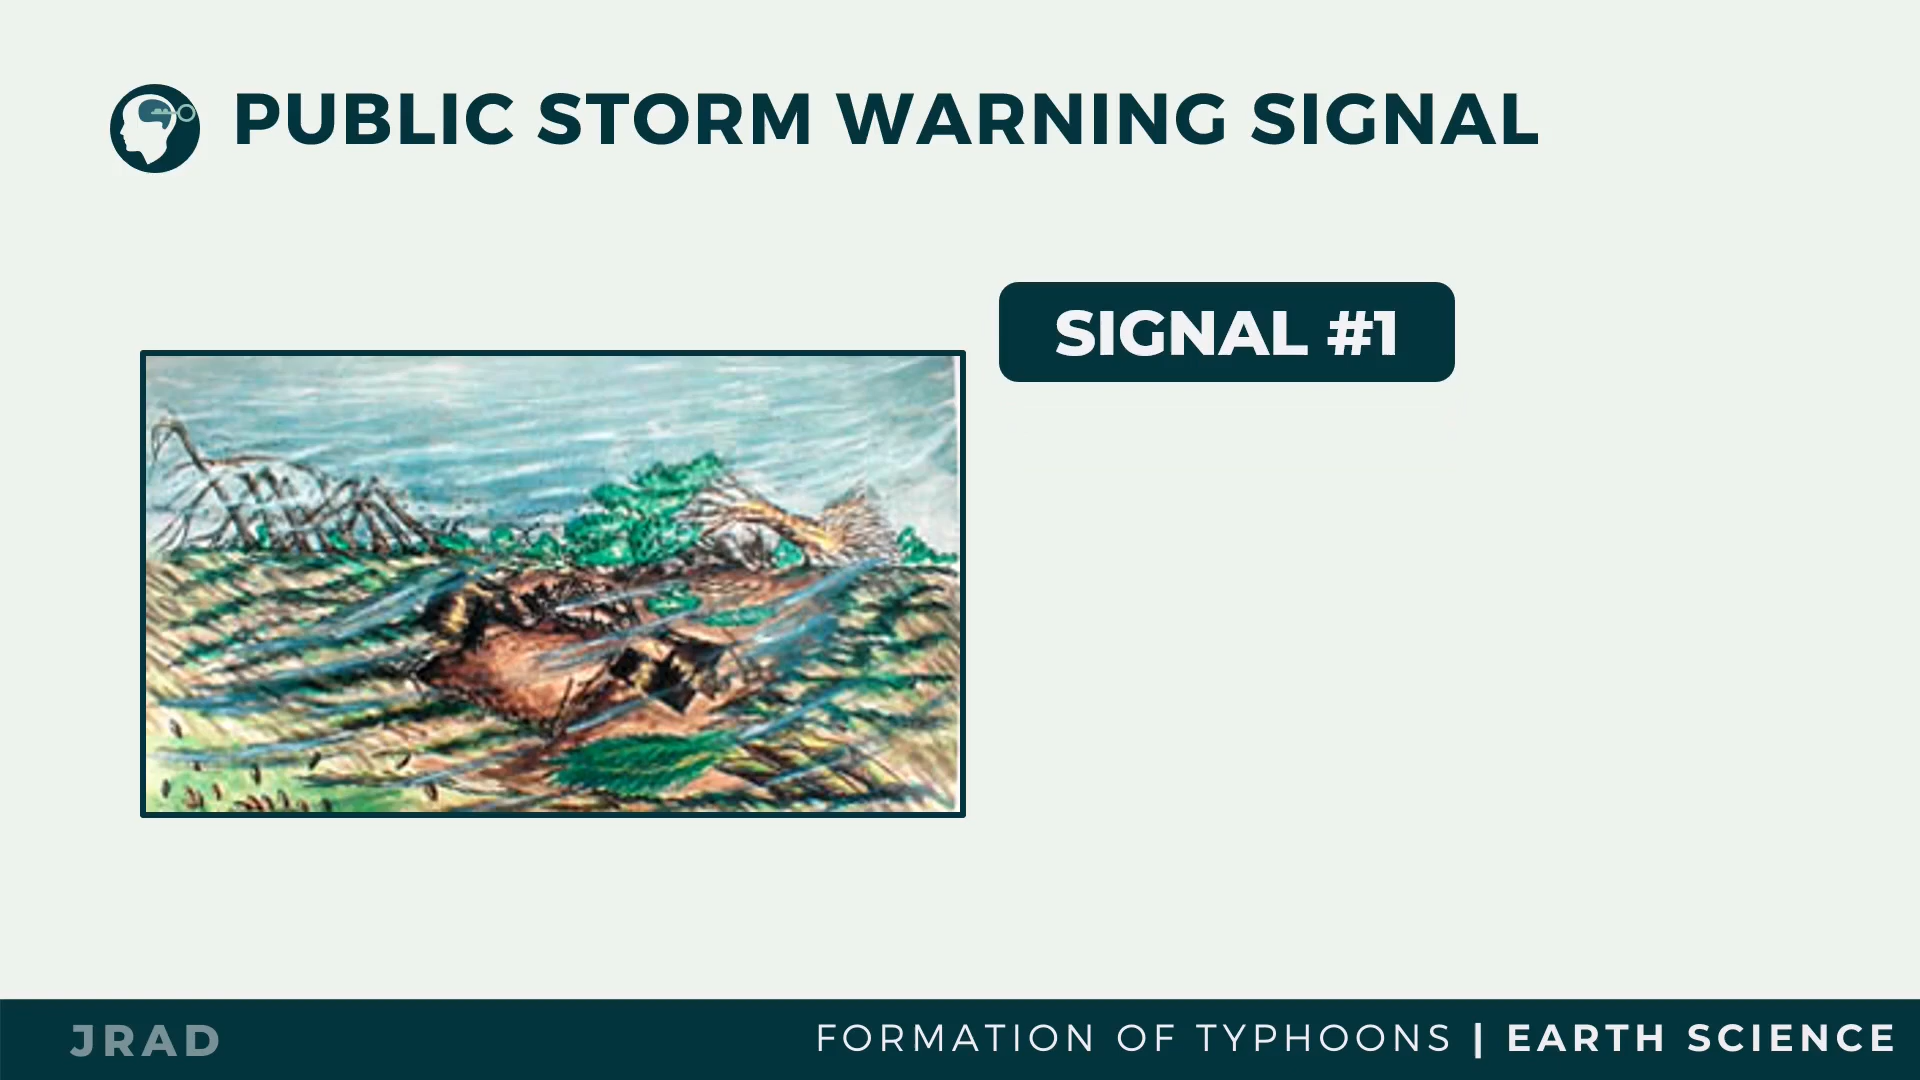 PUBLIC STORM WARNING SIGNAL
SIGNAL #1
JRAD
FORMATION OF TYPHOONS | EARTH SCIENCE